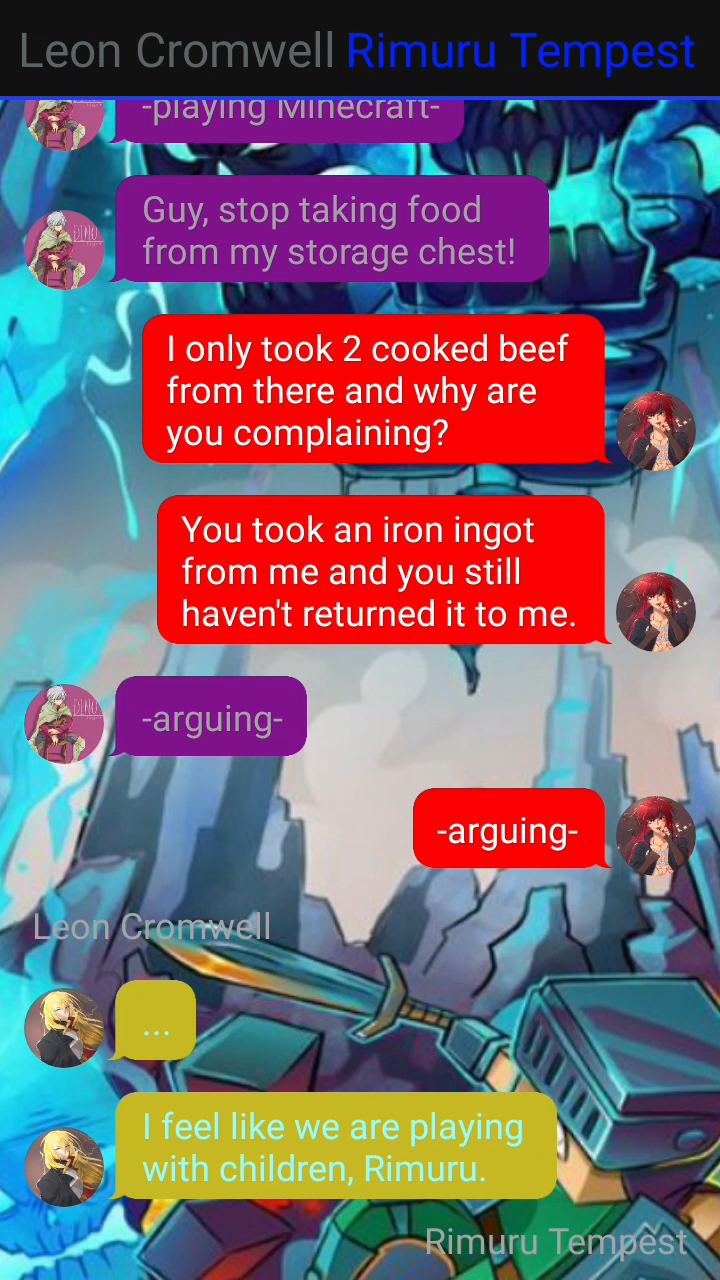 Leon Cromwell Rimuru Tempest
-playing Minecraft-
Guy, stop taking food
from my storage chest!
I only took 2 cooked beef
from there and why are
you complaining?
You took an iron ingot
from me and you still
haven't returned it to me.
-arguing-
-arguing-
Leon Cromwell
...
I feel like we are playing
with children, Rimuru.
Rimuru Tempest